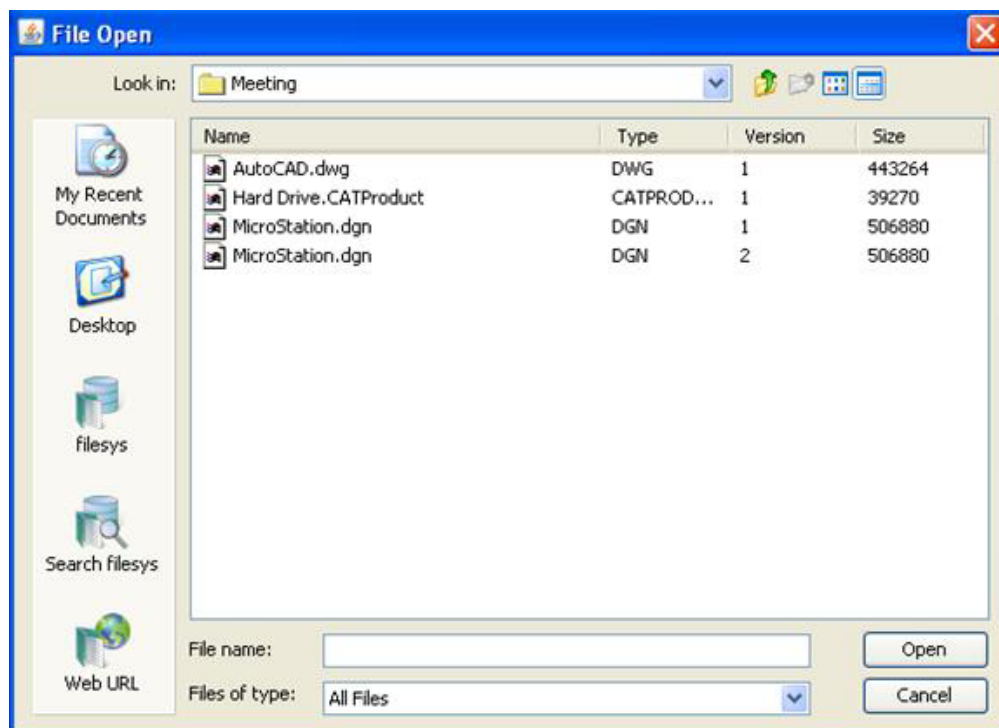 File Open
Look in: Meeting
My Recent
Documents
Desktop
filesys
Search filesys
Web URL
Name Type Version Size
AutoCAD.dwg DWG 1 443264
Hard Drive.CATProduct CATPROD... 1 39270
MicroStation.dgn DGN 1 506880
MicroStation.dgn DGN 2 506880
File name: Open
Files of type: All Files Cancel